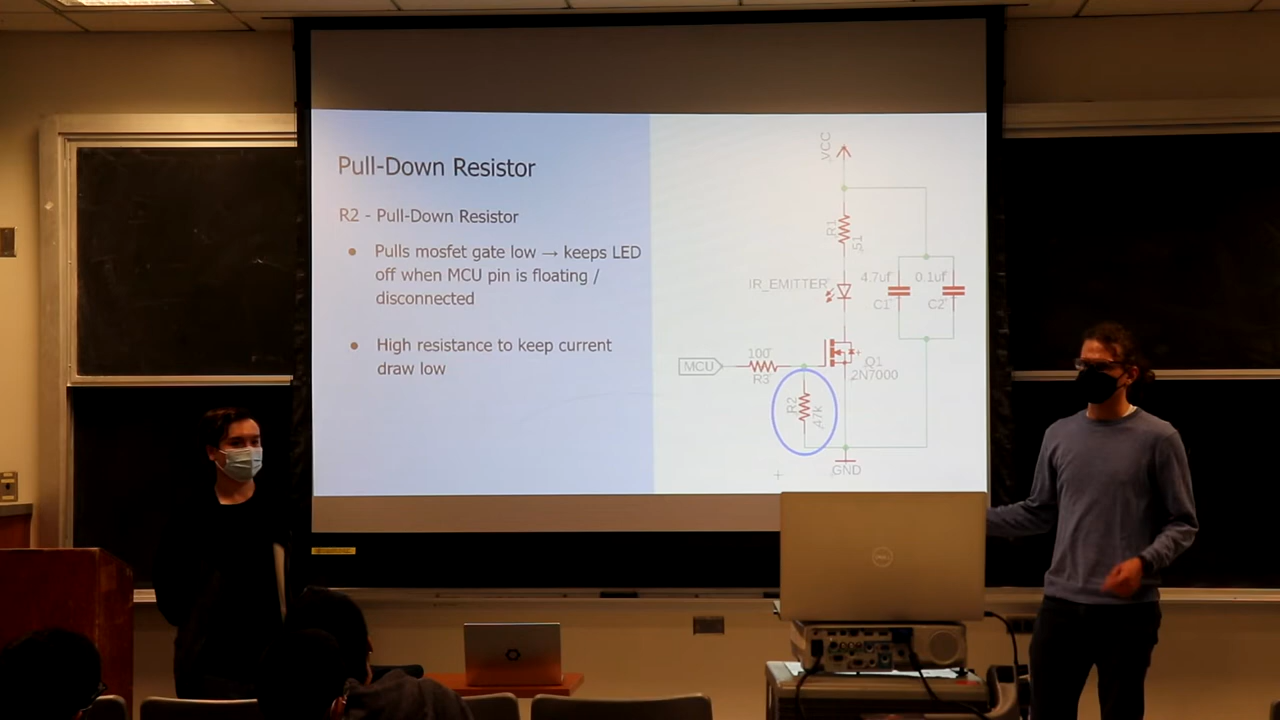 Pull-Down Resistor
R2 - Pull-Down Resistor
● Pulls mosfet gate low → keeps LED
off when MCU pin is floating /
disconnected
● High resistance to keep current
draw low
VCC
R1
51
IR_EMITTER
4.7uf
0.1uf
C1
C2
MCU
100
R3
Q1
2N7000
R2
47k
GND
DELL